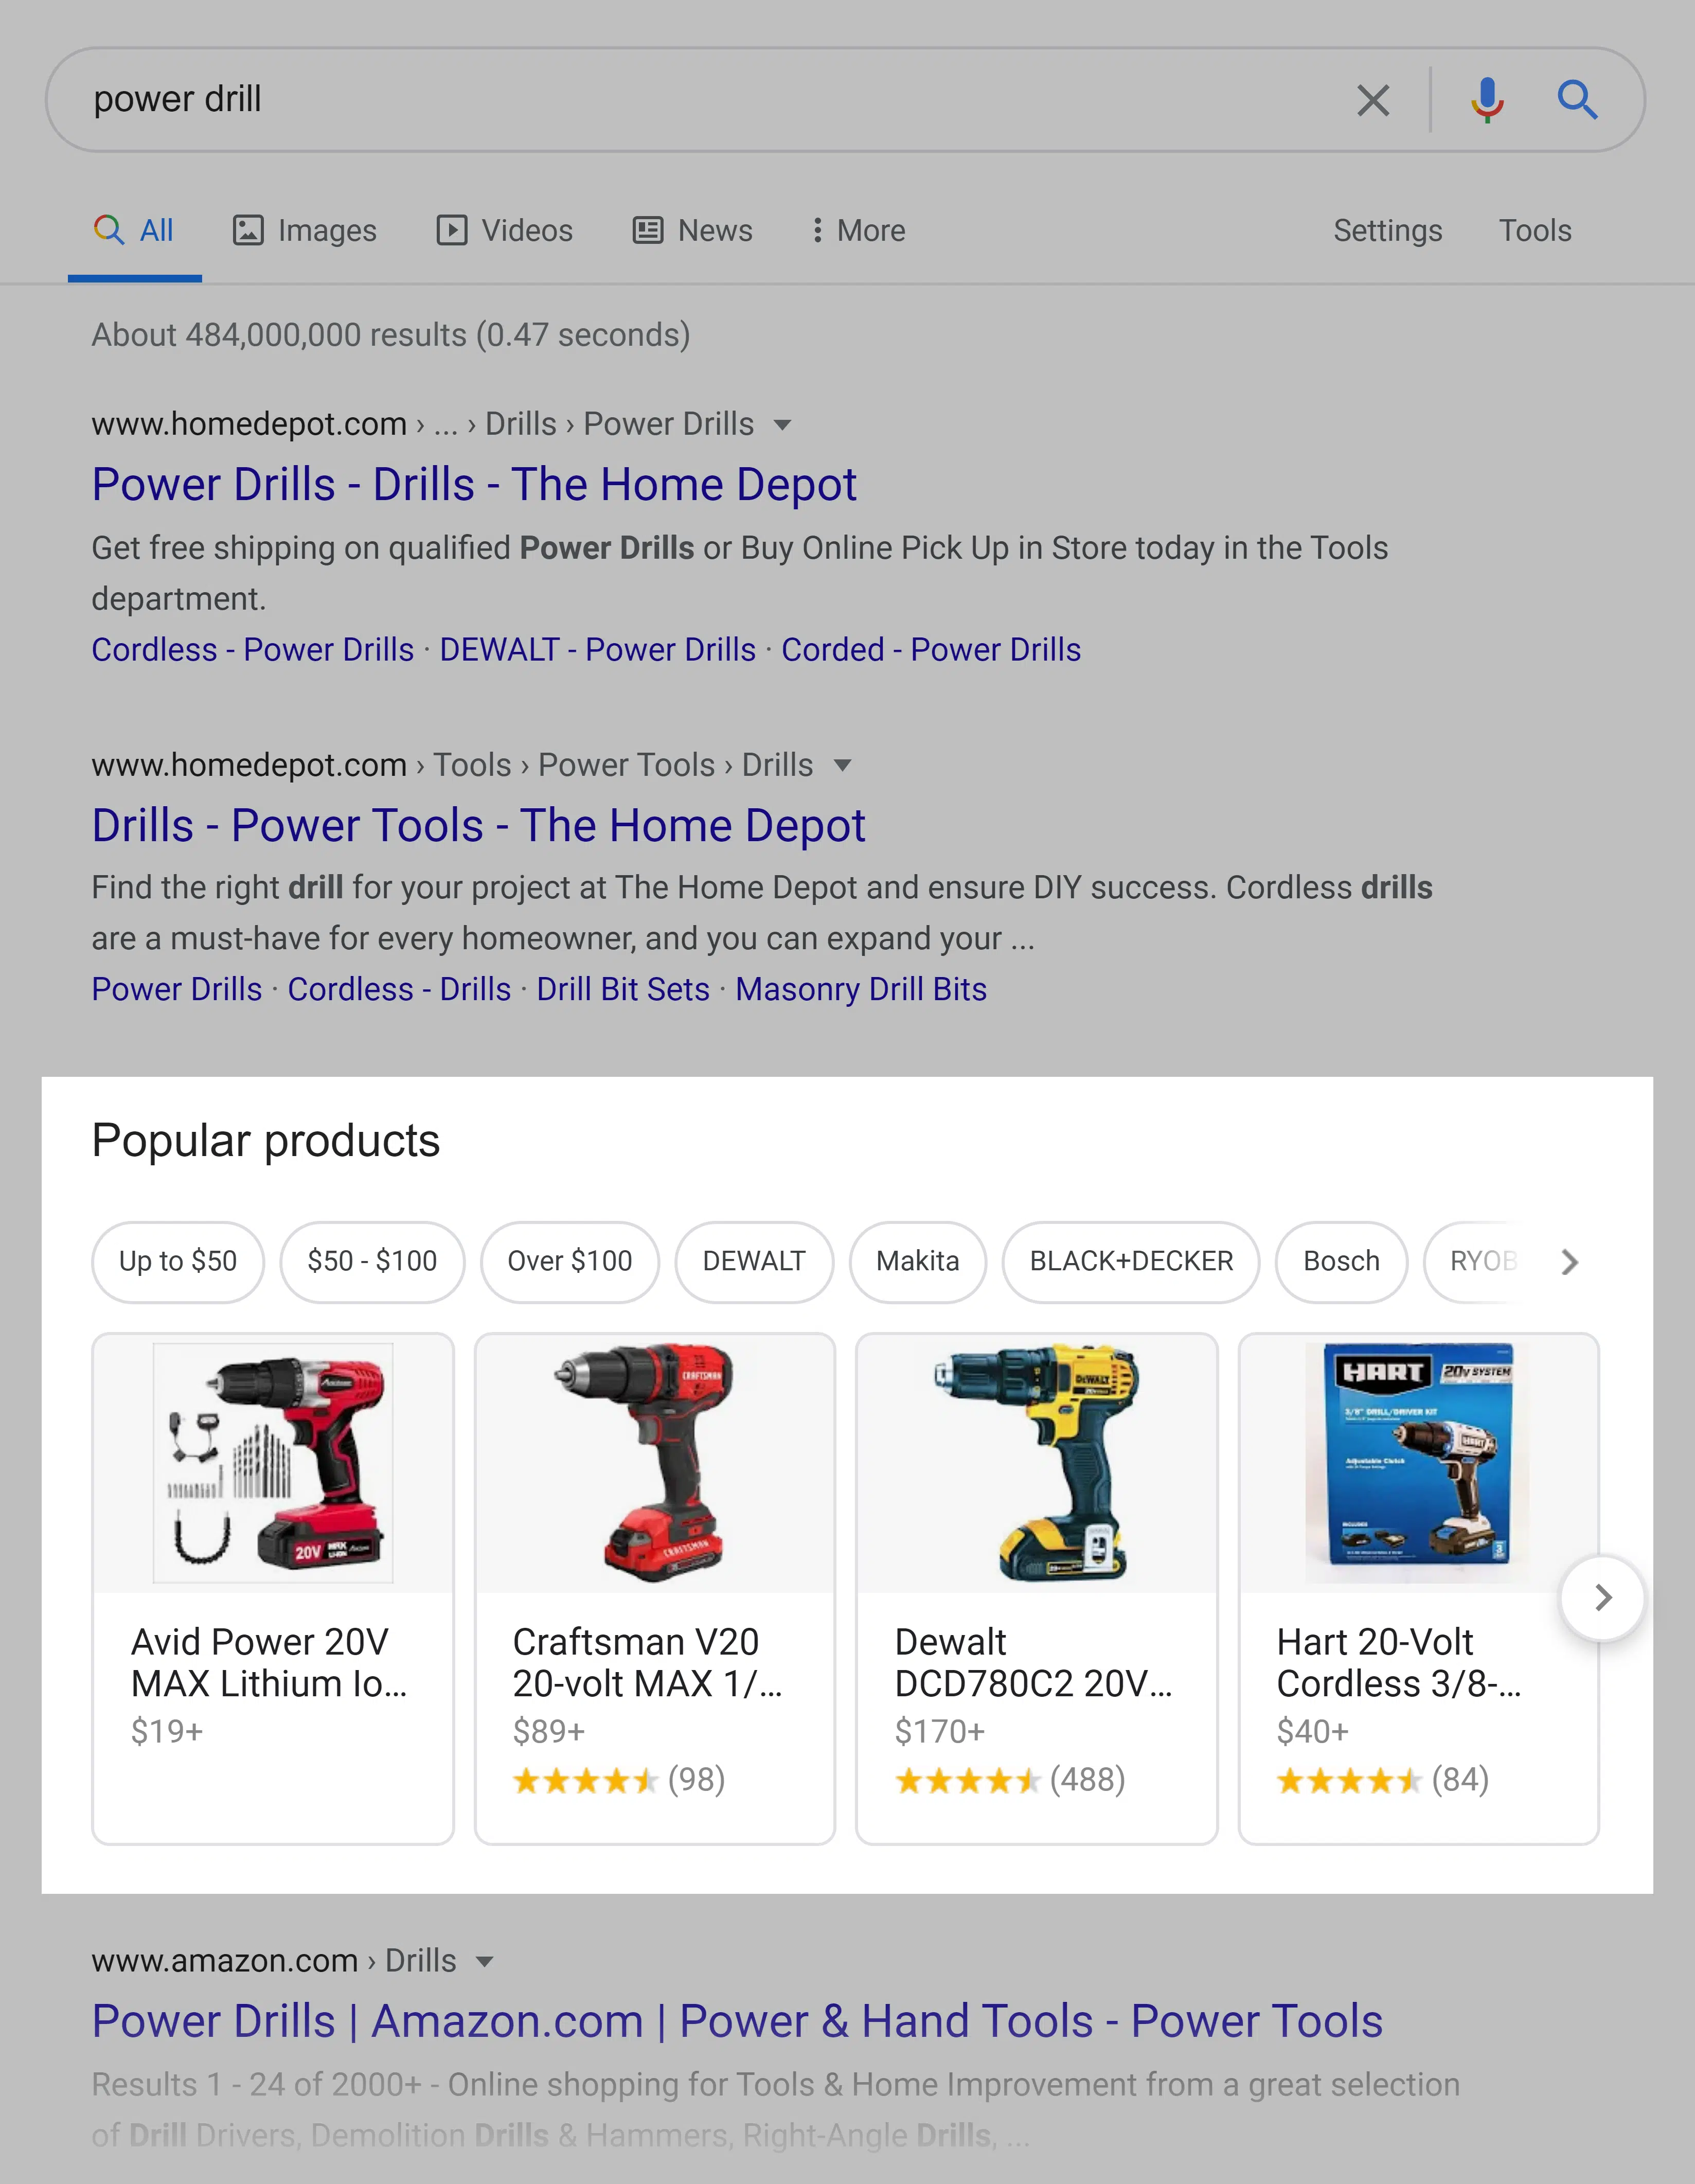 power drill
All Images Videos News More Settings Tools
About 484,000,000 results (0.47 seconds)
www.homedepot.com › ... › Drills › Power Drills
Power Drills - Drills - The Home Depot
Get free shipping on qualified Power Drills or Buy Online Pick Up in Store today in the Tools
department.
Cordless - Power Drills · DEWALT - Power Drills · Corded - Power Drills
www.homedepot.com › Tools › Power Tools › Drills
Drills - Power Tools - The Home Depot
Find the right drill for your project at The Home Depot and ensure DIY success. Cordless drills
are a must-have for every homeowner, and you can expand your ...
Power Drills · Cordless - Drills · Drill Bit Sets · Masonry Drill Bits
Popular products
Up to $50 $50 - $100 Over $100 DEWALT Makita BLACK+DECKER Bosch RYOB
20V MAX
CRAFTSMAN
CRAFTSMAN
DEWALT
HART 20V SYSTEM
3/8" DRILL/DRIVER KIT
Adjustable Clutch
HART
INCLUDES
Avid Power 20V
MAX Lithium Io...
$19+
Craftsman V20
20-volt MAX 1/...
$89+
(98)
Dewalt
DCD780C2 20V...
$170+
(488)
Hart 20-Volt
Cordless 3/8-...
$40+
(84)
www.amazon.com › Drills
Power Drills | Amazon.com | Power & Hand Tools - Power Tools
Results 1 - 24 of 2000+ - Online shopping for Tools & Home Improvement from a great selection
of Drill Drivers, Demolition Drills & Hammers, Right-Angle Drills, ...